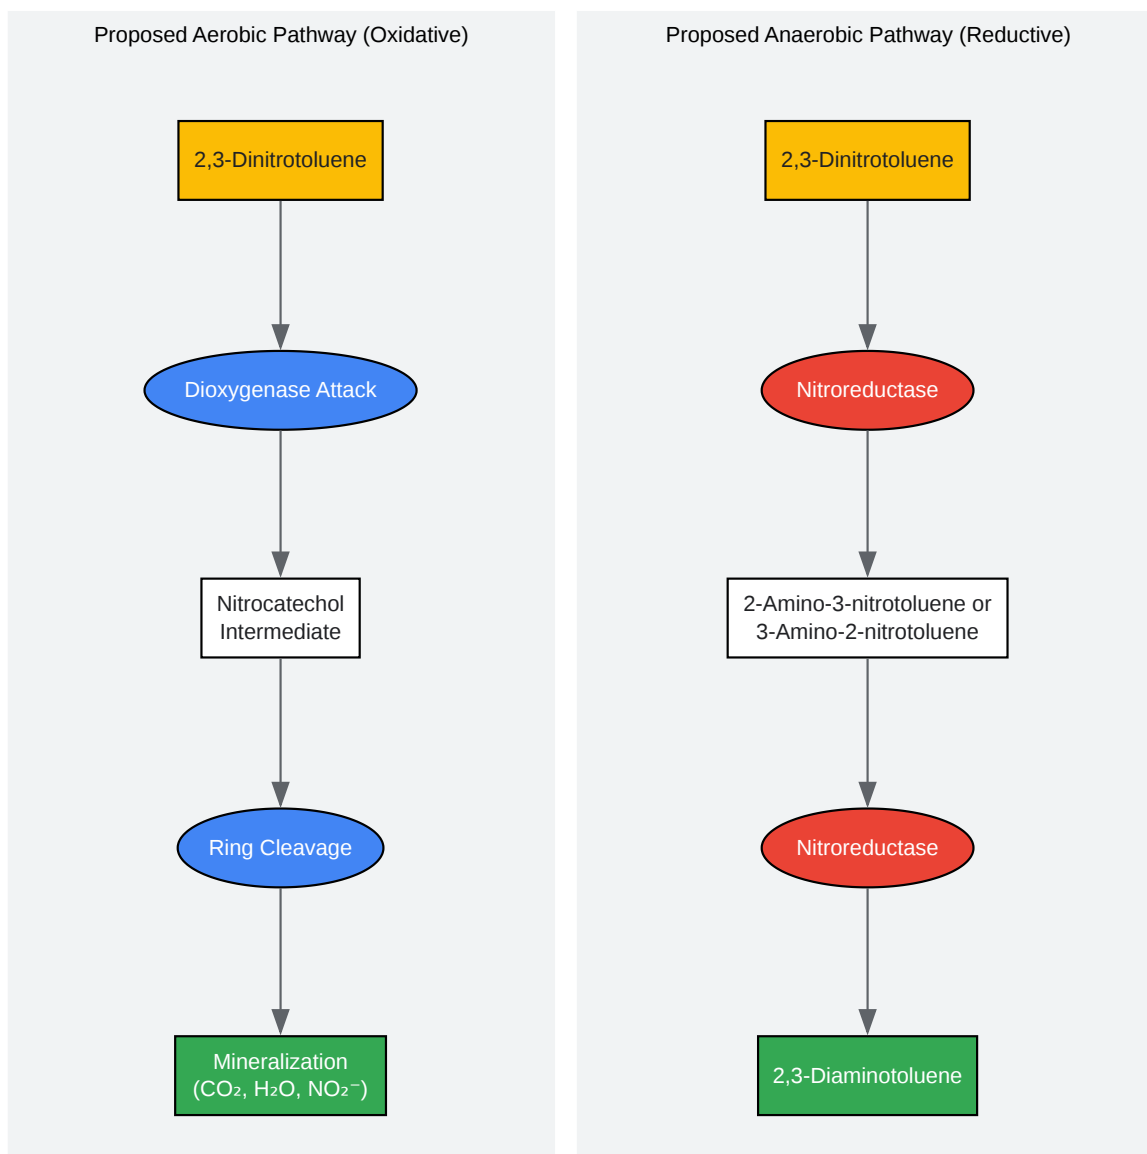 Proposed Aerobic Pathway (Oxidative)
2,3-Dinitrotoluene
Dioxygenase Attack
Nitrocatechol
Intermediate
Ring Cleavage
Mineralization
(CO₂, H₂O, NO₂⁻)
Proposed Anaerobic Pathway (Reductive)
2,3-Dinitrotoluene
Nitroreductase
2-Amino-3-nitrotoluene or
3-Amino-2-nitrotoluene
Nitroreductase
2,3-Diaminotoluene